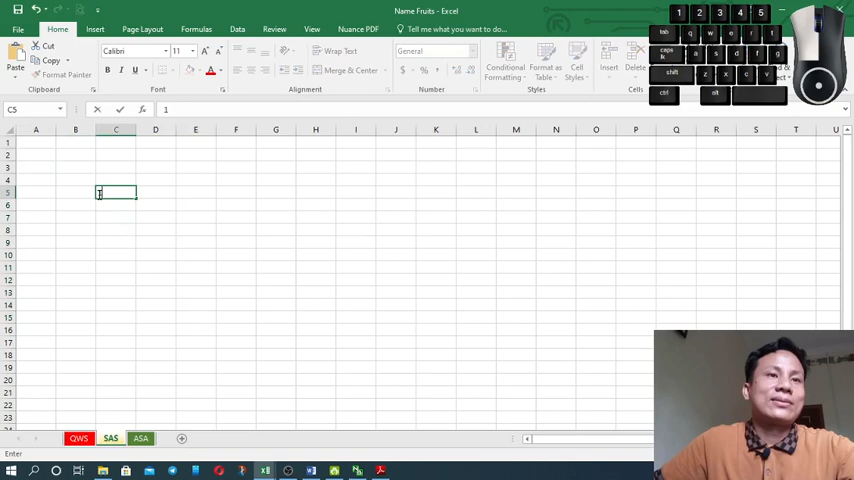 Name Fruits - Excel
File Home Insert Page Layout Formulas Data Review View Nuance PDF Tell me what you want to do...
Cut
Copy
Format Painter
Paste
Clipboard
Calibri 11
B I U
Font
Wrap Text
Merge & Center
Alignment
General
Number
Conditional Formatting
Format as Table
Cell Styles
Styles
Insert Delete
Cells
1 2 3 4 5
tab q w e r t
caps lk a s d f g
shift z x c v
ctrl alt
C5 fx 1
A B C D E F G H I J K L M N O P Q R S T U
1
2
3
4
5
6
7
8
9
10
11
12
13
14
15
16
17
18
19
20
21
22
23
QWS SAS ASA
Enter